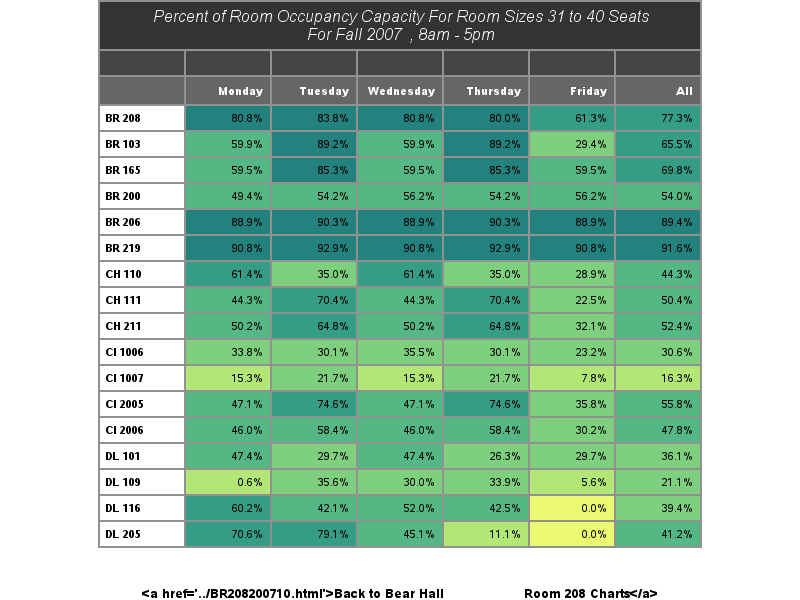 Percent of Room Occupancy Capacity For Room Sizes 31 to 40 Seats
For Fall 2007 , 8am - 5pm
Monday Tuesday Wednesday Thursday Friday All
BR 208 80.8% 83.8% 80.8% 80.0% 61.3% 77.3%
BR 103 59.9% 89.2% 59.9% 89.2% 29.4% 65.5%
BR 165 59.5% 85.3% 59.5% 85.3% 59.5% 69.8%
BR 200 49.4% 54.2% 56.2% 54.2% 56.2% 54.0%
BR 206 88.9% 90.3% 88.9% 90.3% 88.9% 89.4%
BR 219 90.8% 92.9% 90.8% 92.9% 90.8% 91.6%
CH 110 61.4% 35.0% 61.4% 35.0% 28.9% 44.3%
CH 111 44.3% 70.4% 44.3% 70.4% 22.5% 50.4%
CH 211 50.2% 64.8% 50.2% 64.8% 32.1% 52.4%
CI 1006 33.8% 30.1% 35.5% 30.1% 23.2% 30.6%
CI 1007 15.3% 21.7% 15.3% 21.7% 7.8% 16.3%
CI 2005 47.1% 74.6% 47.1% 74.6% 35.8% 55.8%
CI 2006 46.0% 58.4% 46.0% 58.4% 30.2% 47.8%
DL 101 47.4% 29.7% 47.4% 26.3% 29.7% 36.1%
DL 109 0.6% 35.6% 30.0% 33.9% 5.6% 21.1%
DL 116 60.2% 42.1% 52.0% 42.5% 0.0% 39.4%
DL 205 70.6% 79.1% 45.1% 11.1% 0.0% 41.2%
<a href='../BR208200710.html'>Back to Bear Hall Room 208 Charts</a>